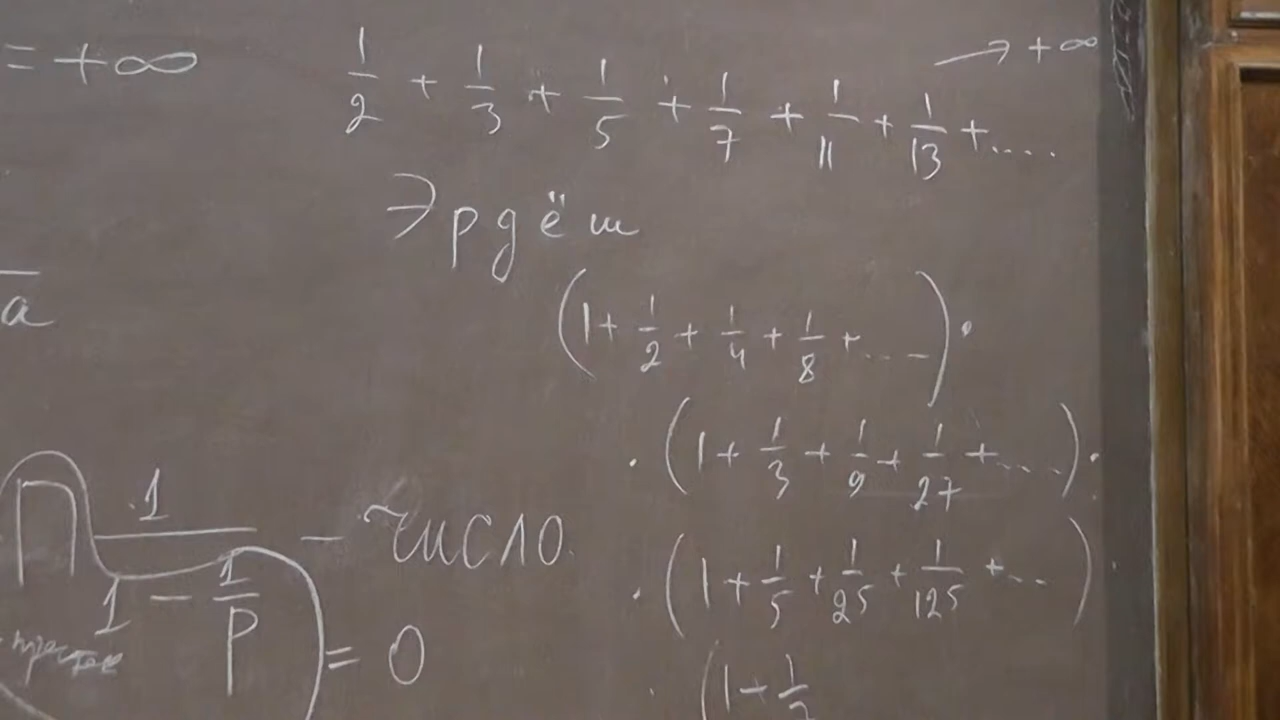 = +∞
1/2 + 1/3 + 1/5 + 1/7 + 1/11 + 1/13 + .... → +∞
Эрдёш
a
(1 + 1/2 + 1/4 + 1/8 + ....) ·
· (1 + 1/3 + 1/9 + 1/27 + ....) ·
∏ 1/(1 - 1/P) - число
· (1 + 1/5 + 1/25 + 1/125 + ...) ·
= 0
· (1 + 1/7